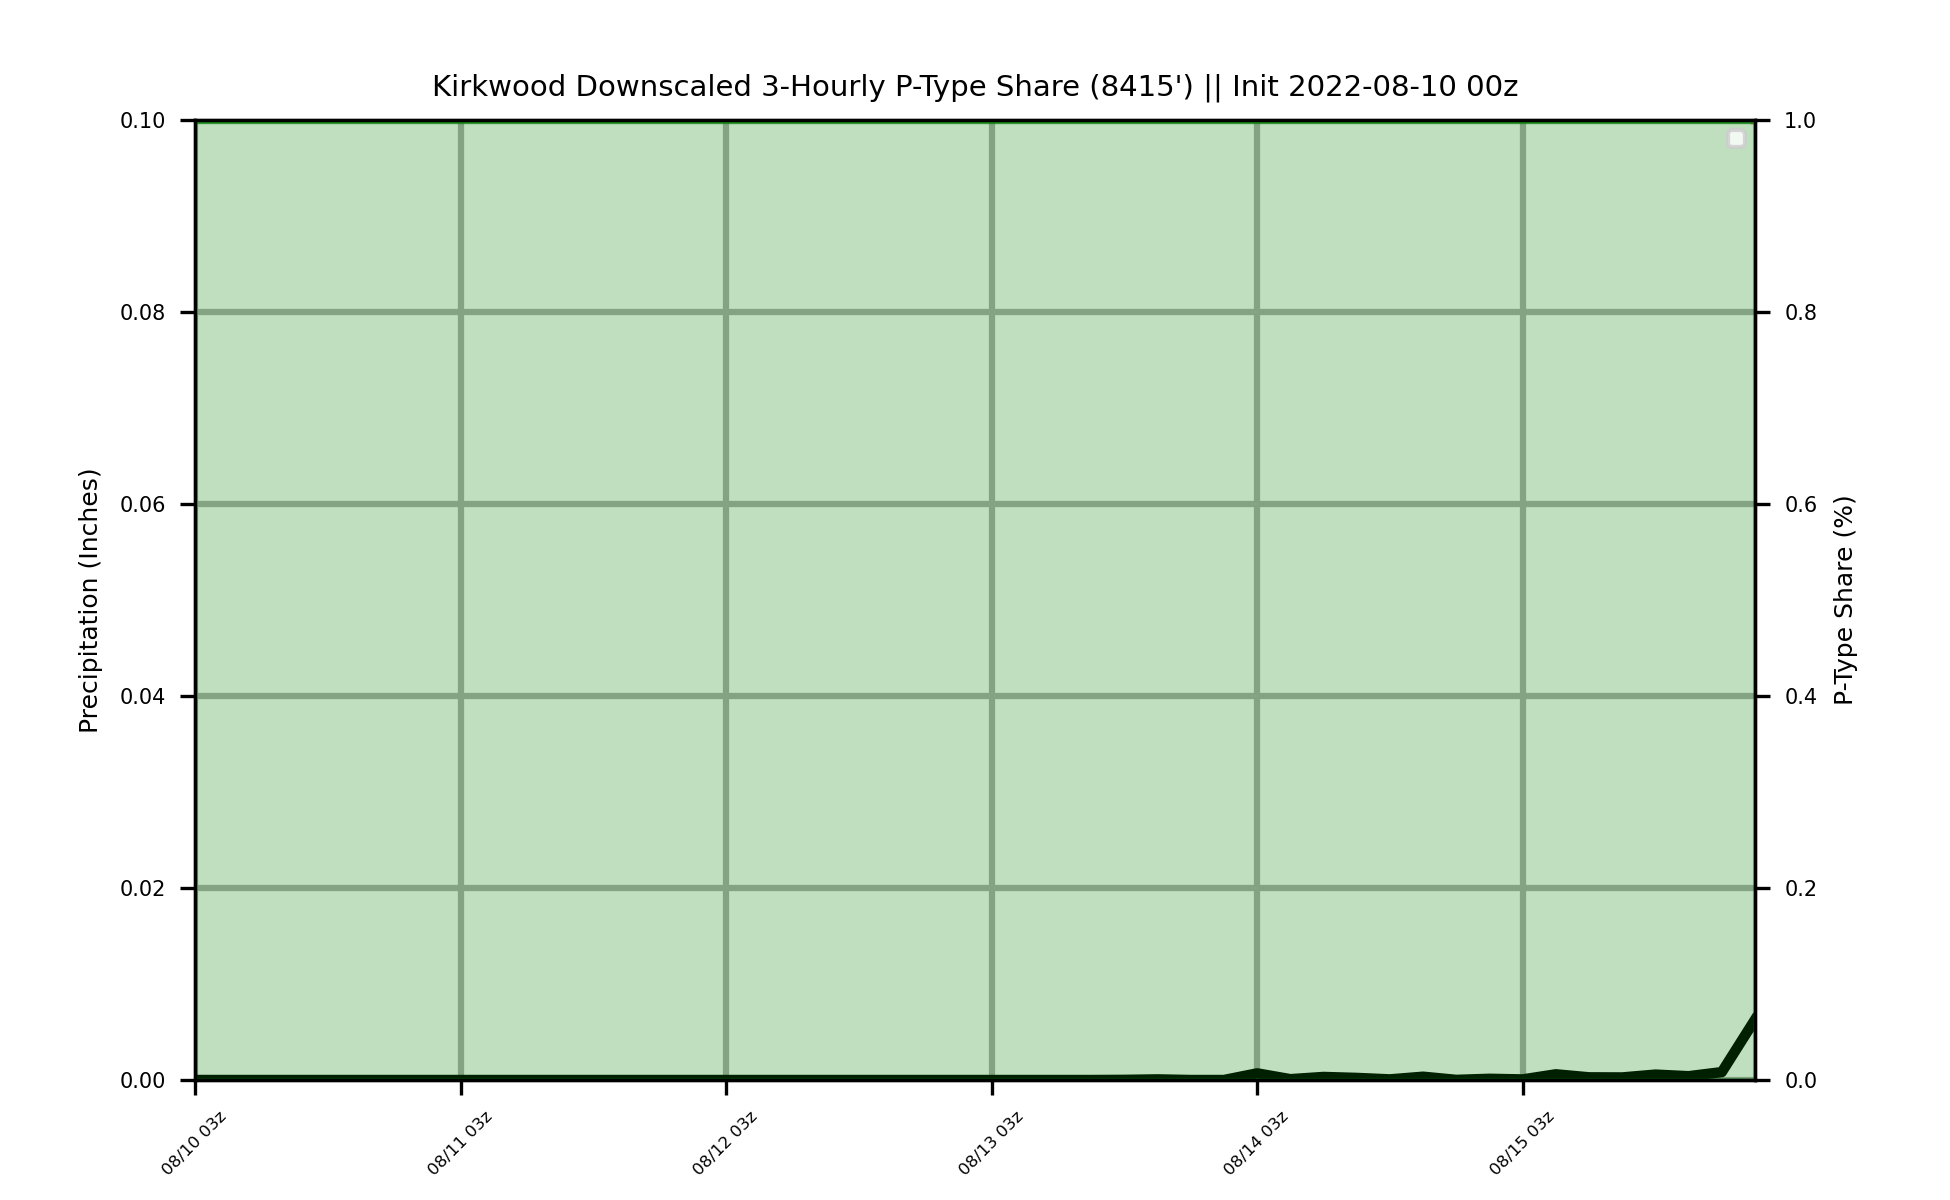 Kirkwood Downscaled 3-Hourly P-Type Share (8415') || Init 2022-08-10 00z
0.10
0.08
0.06
0.04
0.02
0.00
Precipitation (Inches)
1.0
0.8
0.6
0.4
0.2
0.0
P-Type Share (%)
08/10 03z
08/11 03z
08/12 03z
08/13 03z
08/14 03z
08/15 03z